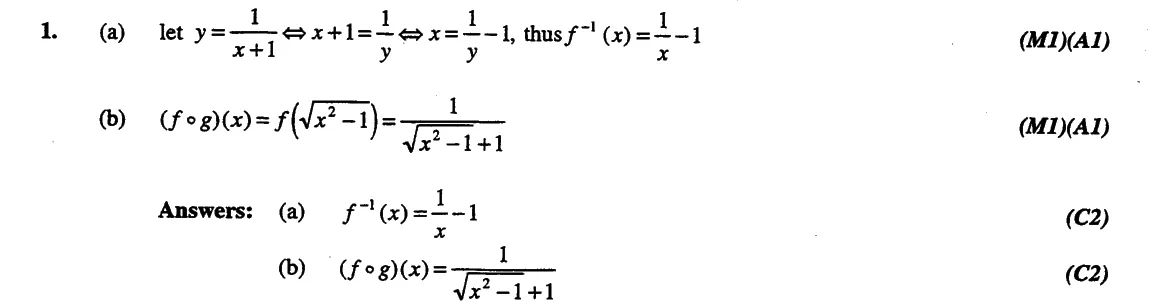 1. (a) let y = 1/(x+1) ⇔ x+1 = 1/y ⇔ x = 1/y − 1, thus f⁻¹(x) = 1/x − 1 (M1)(A1)
(b) (f∘g)(x) = f(√(x² − 1)) = 1/(√(x² − 1) + 1) (M1)(A1)
Answers: (a) f⁻¹(x) = 1/x − 1 (C2)
(b) (f∘g)(x) = 1/(√(x² − 1) + 1) (C2)